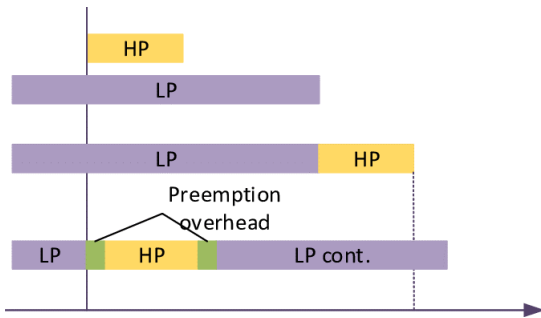 HP
LP
LP HP
Preemption
overhead
LP HP LP cont.